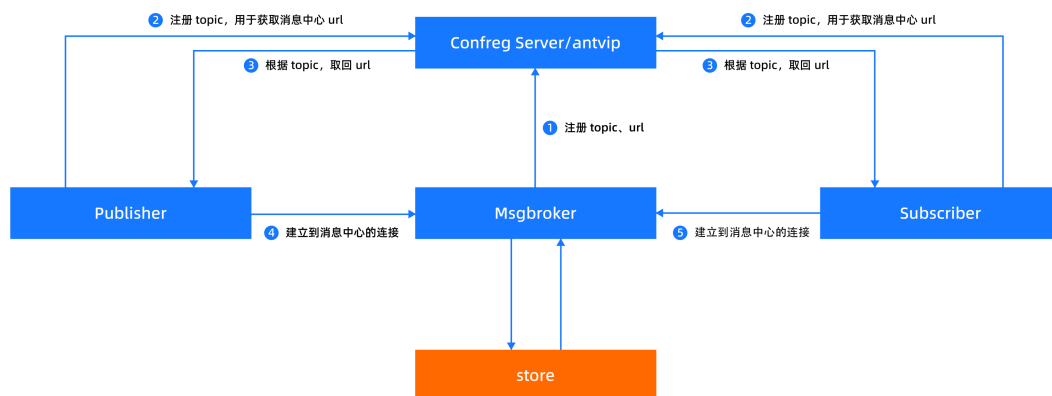 2 注册 topic，用于获取消息中心 url
2 注册 topic，用于获取消息中心 url
Confreg Server/antvip
3 根据 topic，取回 url
3 根据 topic，取回 url
1 注册 topic、url
Publisher
Msgbroker
Subscriber
4 建立到消息中心的连接
5 建立到消息中心的连接
store